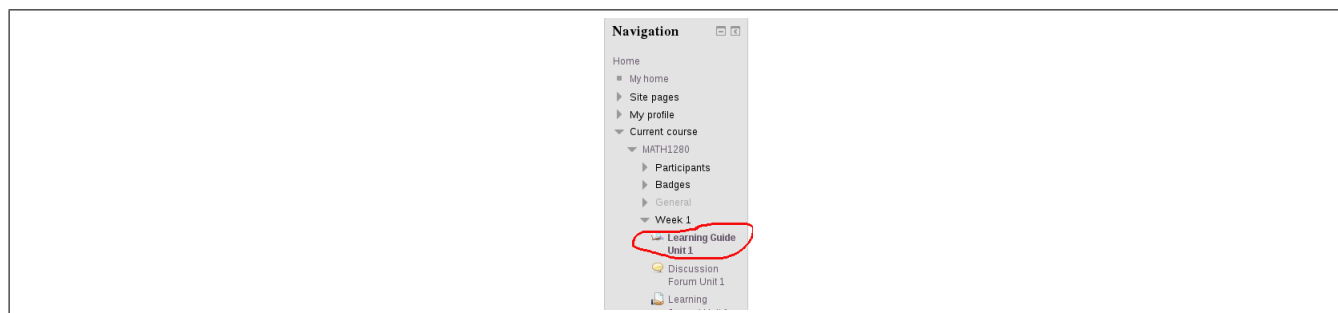 Navigation
Home
My home
Site pages
My profile
Current course
MATH1280
Participants
Badges
General
Week 1
Learning Guide
Unit 1
Discussion
Forum Unit 1
Learning